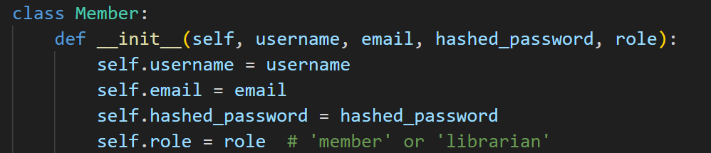 class Member:
    def __init__(self, username, email, hashed_password, role):
        self.username = username
        self.email = email
        self.hashed_password = hashed_password
        self.role = role  # 'member' or 'librarian'